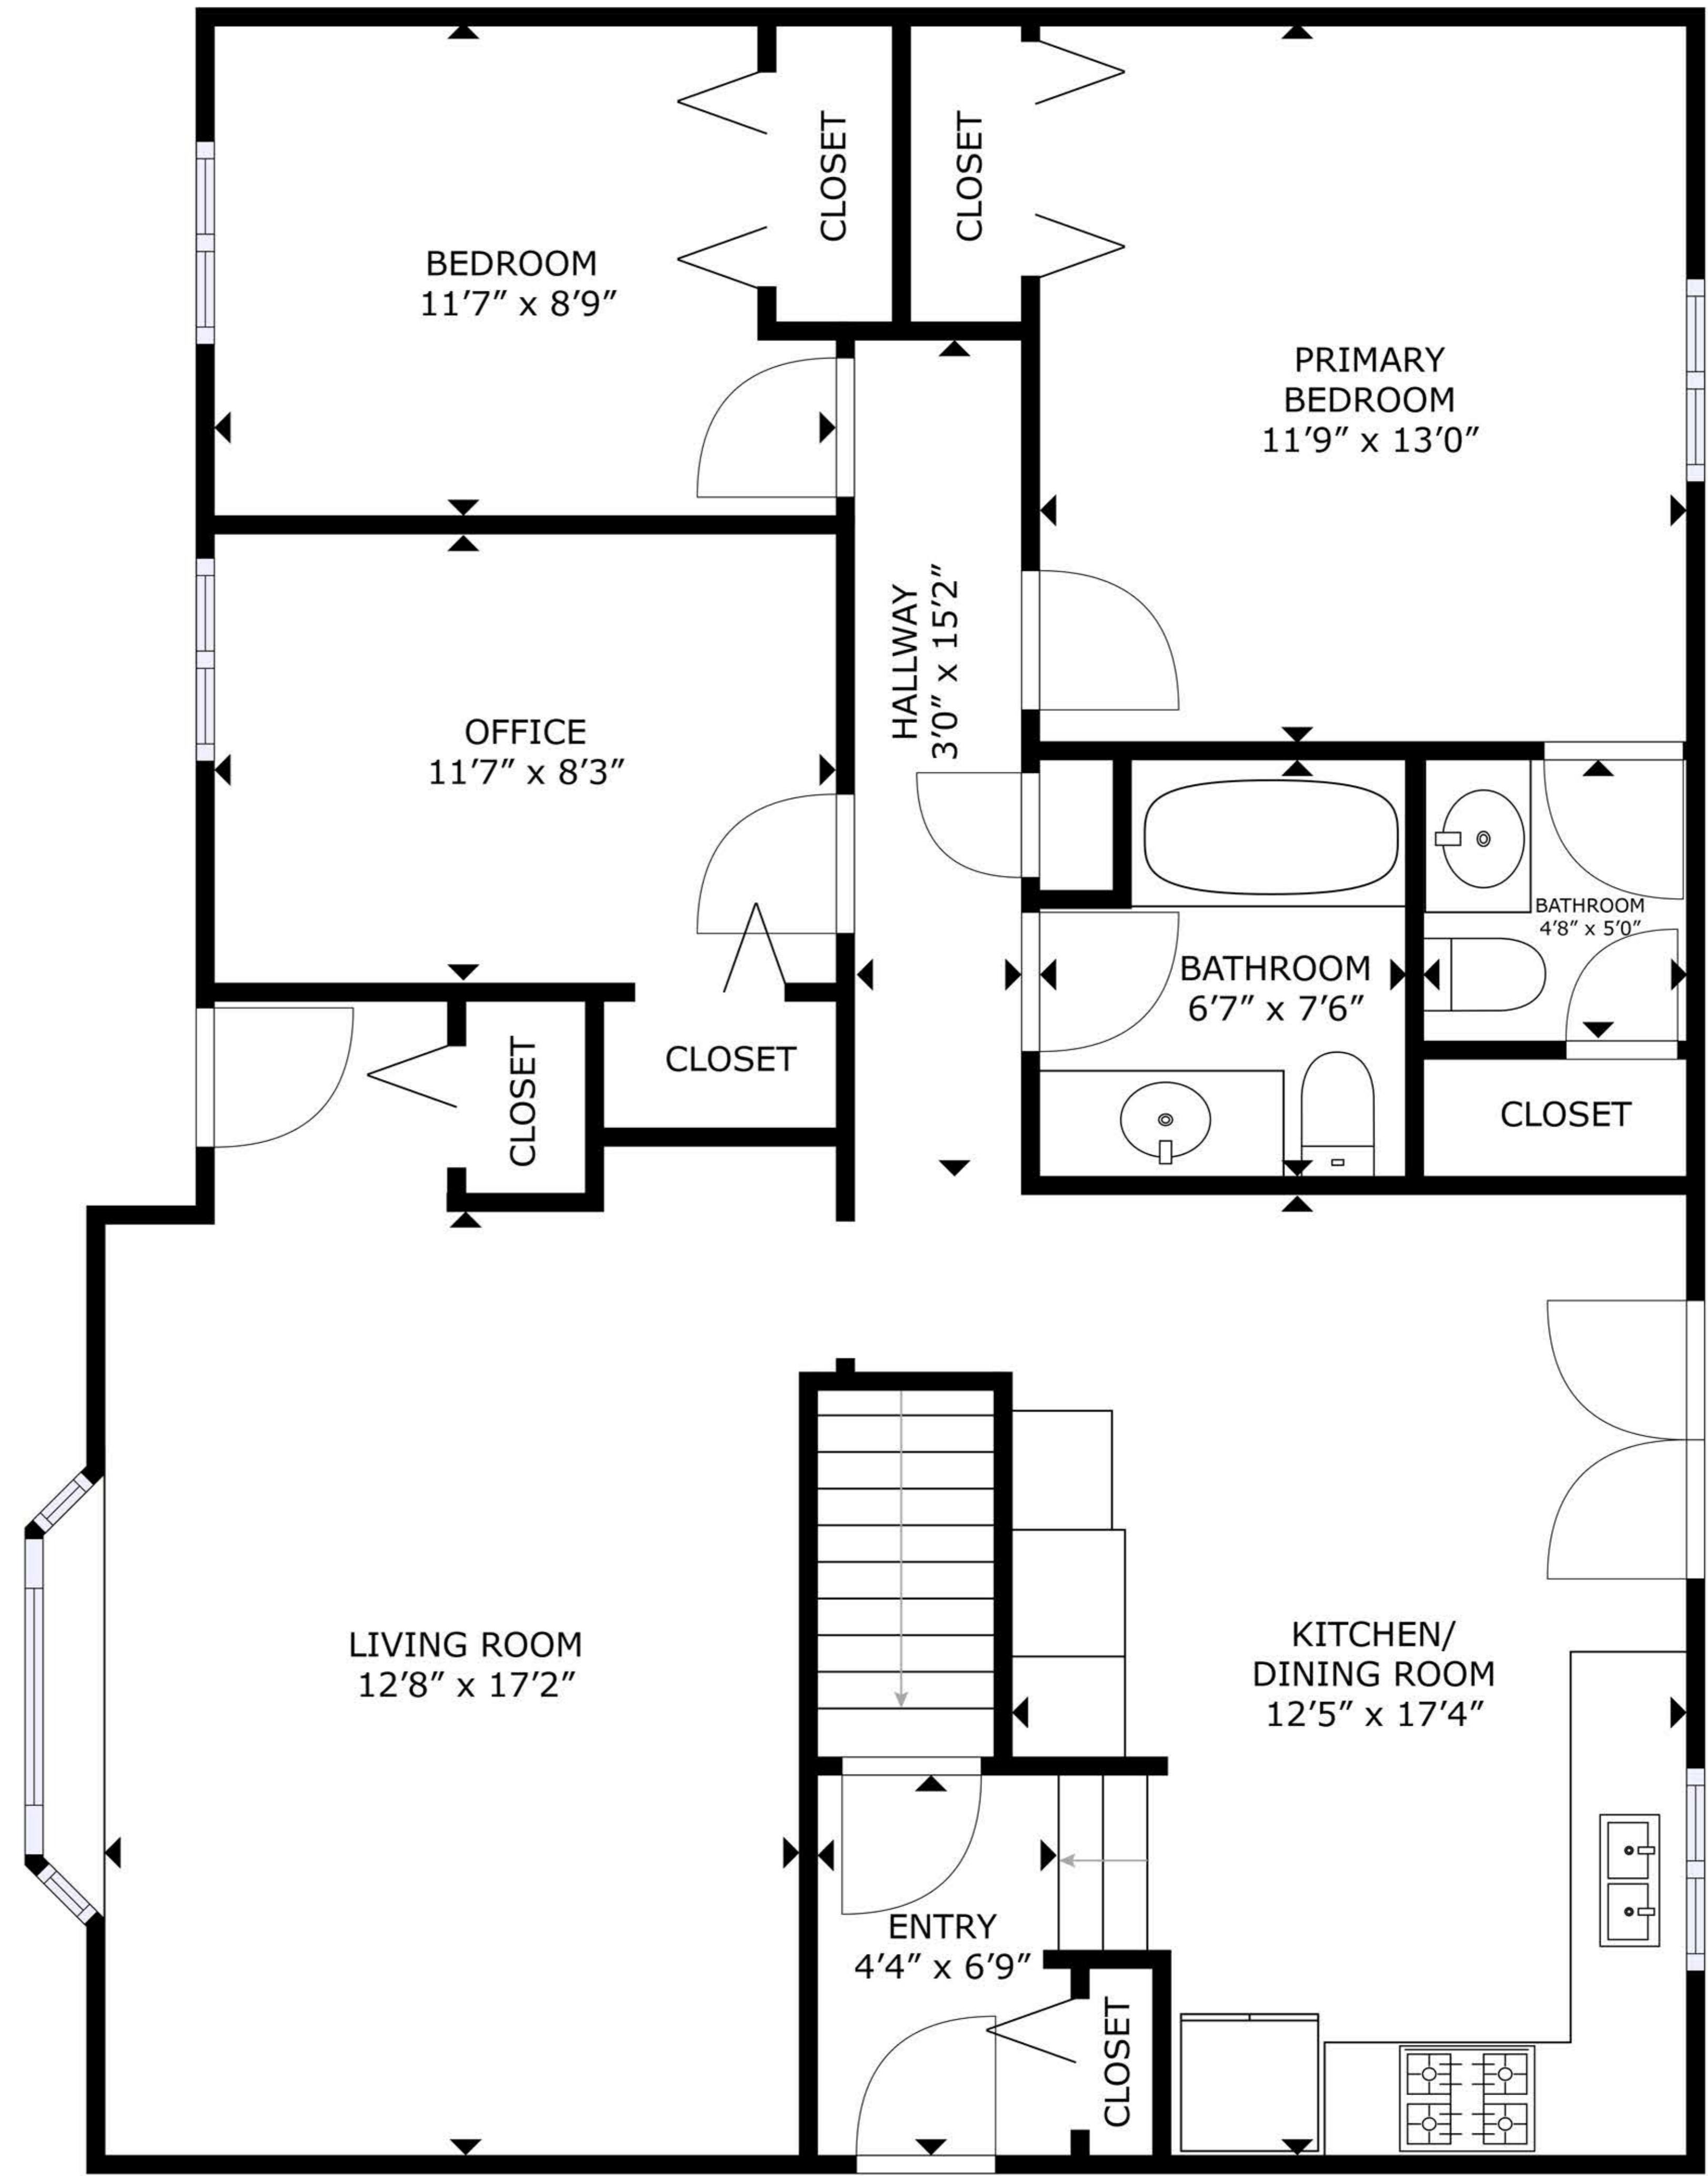 CLOSET
CLOSET
BEDROOM
11'7" x 8'9"
PRIMARY
BEDROOM
11'9" x 13'0"
HALLWAY
3'0" x 15'2"
OFFICE
11'7" x 8'3"
BATHROOM
4'8" x 5'0"
BATHROOM
6'7" x 7'6"
CLOSET
CLOSET
CLOSET
LIVING ROOM
12'8" x 17'2"
KITCHEN/
DINING ROOM
12'5" x 17'4"
ENTRY
4'4" x 6'9"
CLOSET